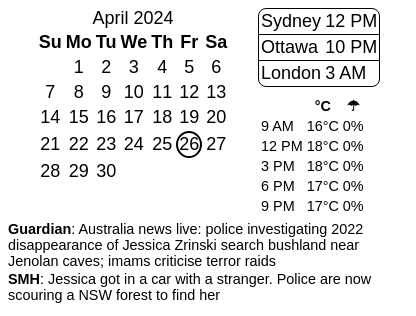 April 2024
Su Mo Tu We Th Fr Sa
1 2 3 4 5 6
7 8 9 10 11 12 13
14 15 16 17 18 19 20
21 22 23 24 25 26 27
28 29 30
Sydney 12 PM
Ottawa 10 PM
London 3 AM
°C ☂
9 AM 16°C 0%
12 PM 18°C 0%
3 PM 18°C 0%
6 PM 17°C 0%
9 PM 17°C 0%
Guardian: Australia news live: police investigating 2022
disappearance of Jessica Zrinski search bushland near
Jenolan caves; imams criticise terror raids
SMH: Jessica got in a car with a stranger. Police are now
scouring a NSW forest to find her